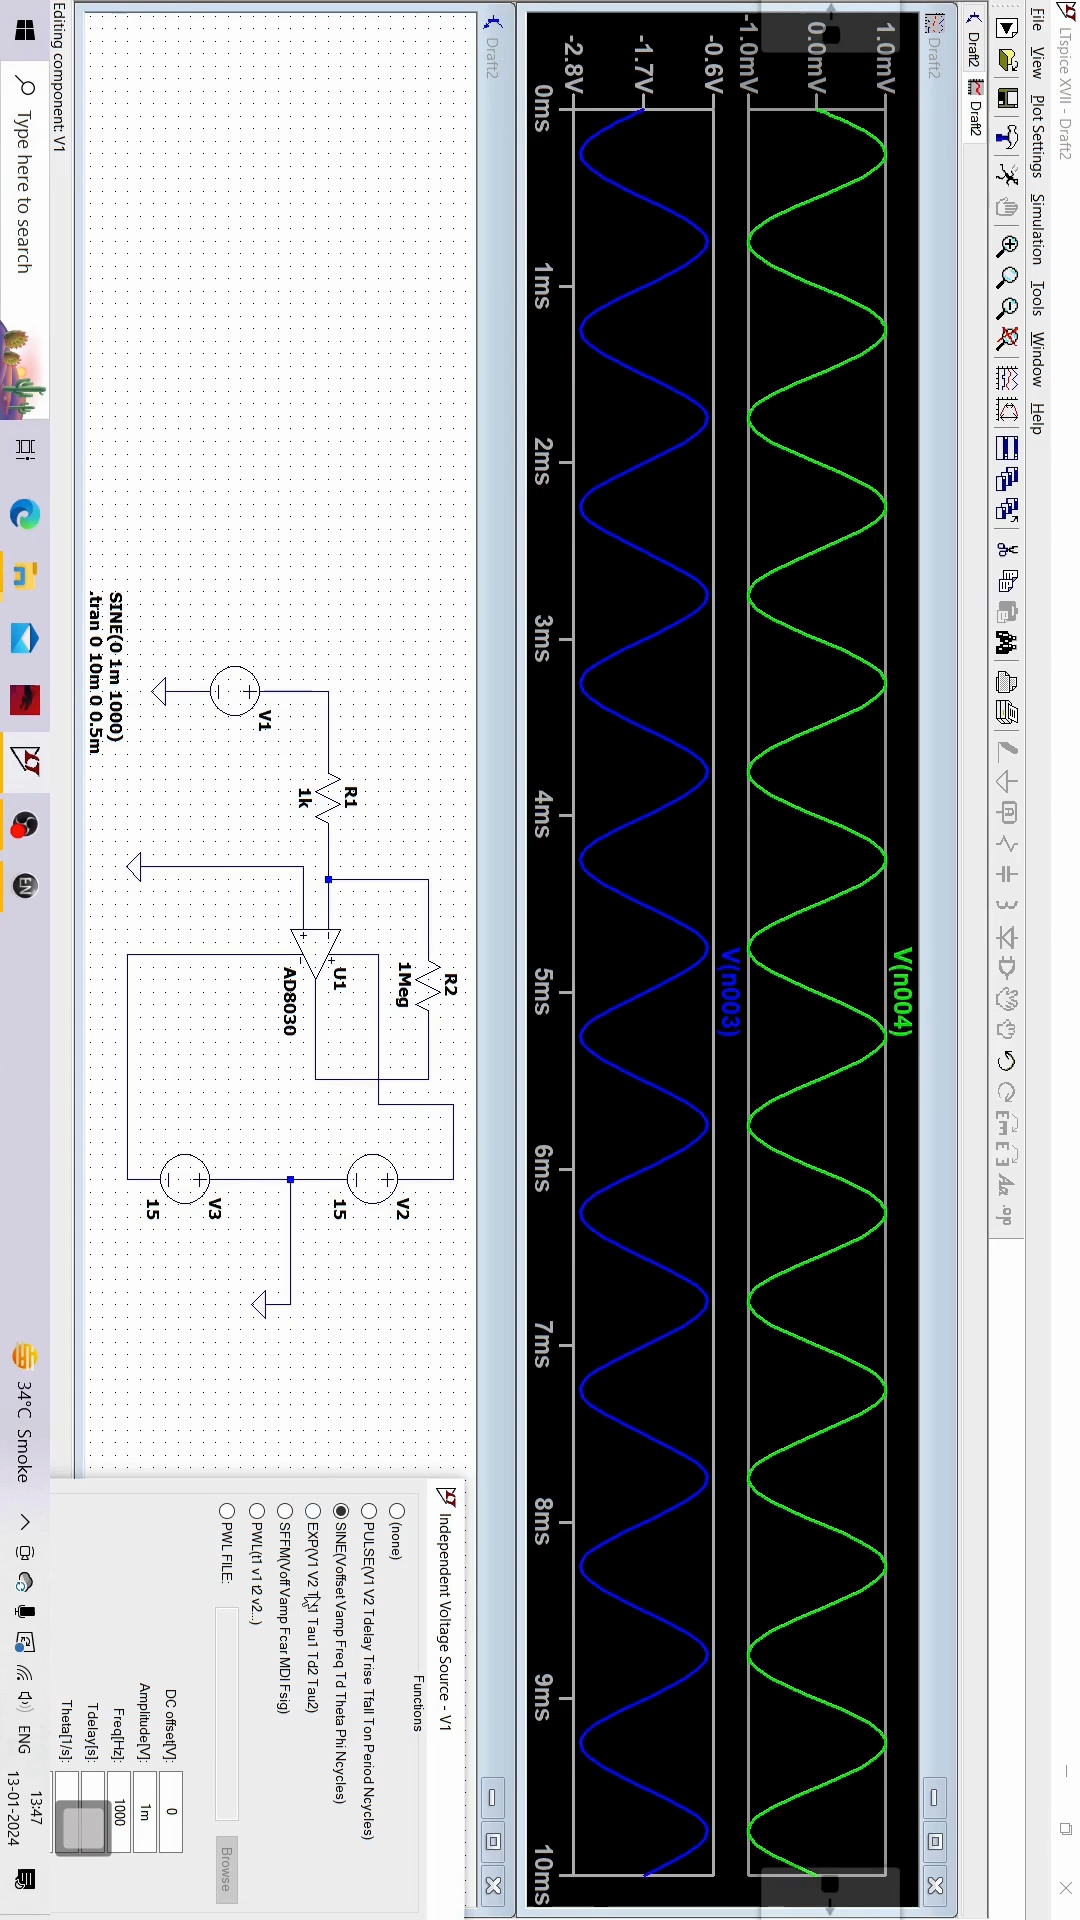 LTspice XVII - Draft2
File View Plot Settings Simulation Tools Window Help
Draft2 Draft2
Draft2
V(n004)
1.0mV
0.0mV
-1.0mV
V(n003)
-0.6V
-1.7V
-2.8V
0ms 1ms 2ms 3ms 4ms 5ms 6ms 7ms 8ms 9ms 10ms
Draft2
R2
1Meg
R1
1k
U1
AD8030
V1
V2
15
V3
15
SINE(0 1m 1000)
.tran 0 10m 0 0.5m
Independent Voltage Source - V1
Functions
(none)
PULSE(V1 V2 Tdelay Trise Tfall Ton Period Ncycles)
SINE(Voffset Vamp Freq Td Theta Phi Ncycles)
EXP(V1 V2 Td1 Tau1 Td2 Tau2)
SFFM(Voff Vamp Fcar MDI Fsig)
PWL(t1 v1 t2 v2...)
PWL FILE: Browse
DC offset[V]: 0
Amplitude[V]: 1m
Freq[Hz]: 1000
Tdelay[s]:
Theta[1/s]:
Editing component: V1
Type here to search
EN
34°C Smoke
ENG
13:47
13-01-2024